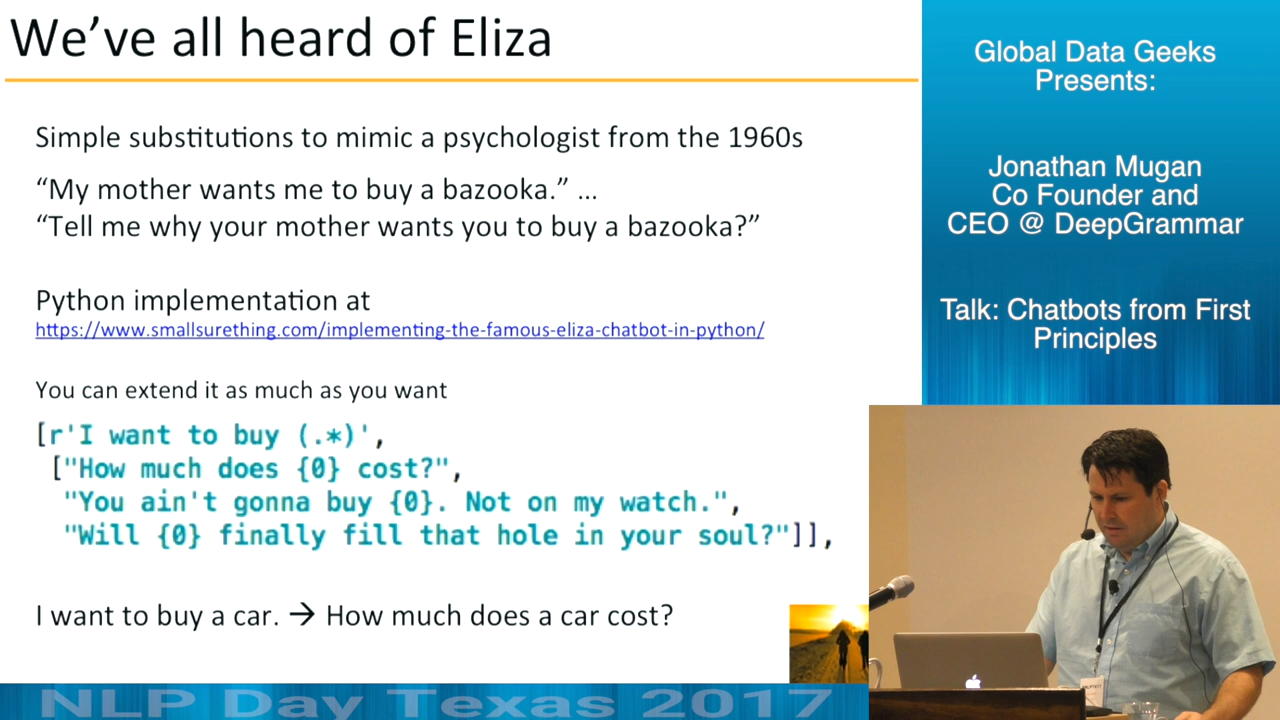 We've all heard of Eliza
Simple substitutions to mimic a psychologist from the 1960s
“My mother wants me to buy a bazooka.” …
“Tell me why your mother wants you to buy a bazooka?”
Python implementation at
https://www.smallsurething.com/implementing-the-famous-eliza-chatbot-in-python/
You can extend it as much as you want
[r'I want to buy (.*)',
["How much does {0} cost?",
"You ain't gonna buy {0}. Not on my watch.",
"Will {0} finally fill that hole in your soul?"]],
I want to buy a car. → How much does a car cost?
Global Data Geeks
Presents:
Jonathan Mugan
Co Founder and
CEO @ DeepGrammar
Talk: Chatbots from First
Principles
NLP Day Texas 2017